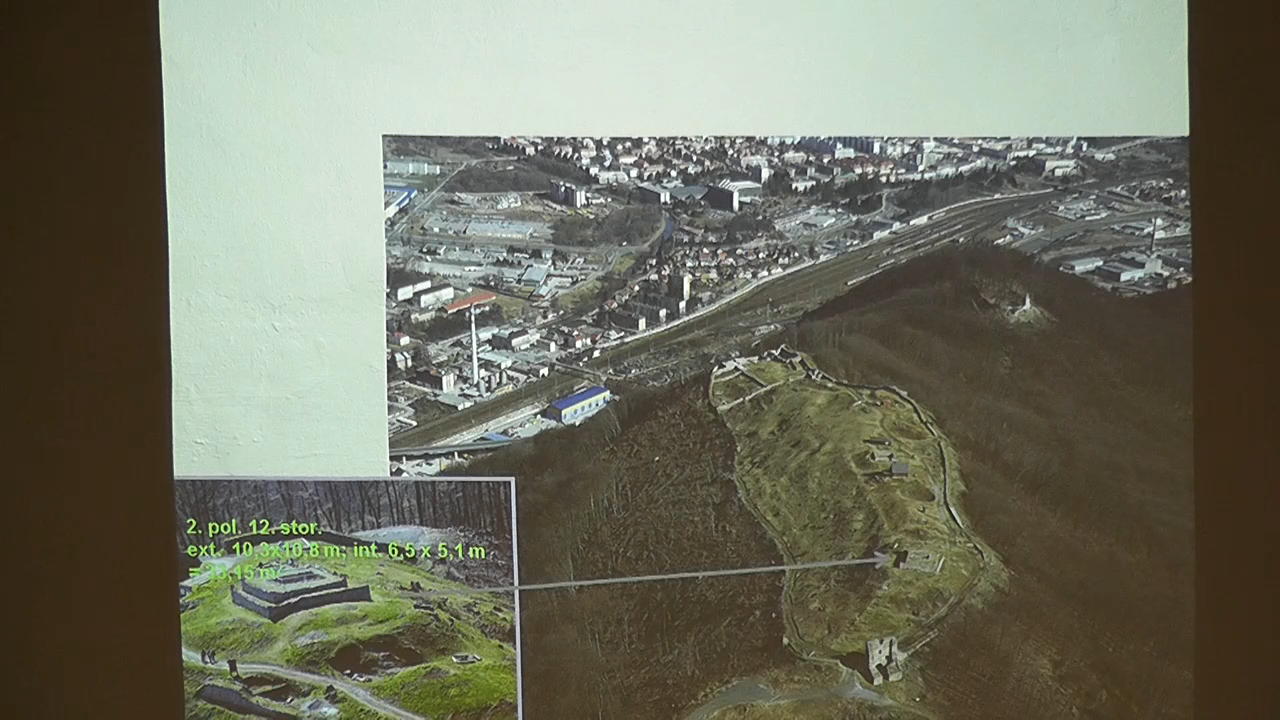 2. pol. 12. stor.
ext. 10,3x10,8 m; int. 6,5 x 5,1 m